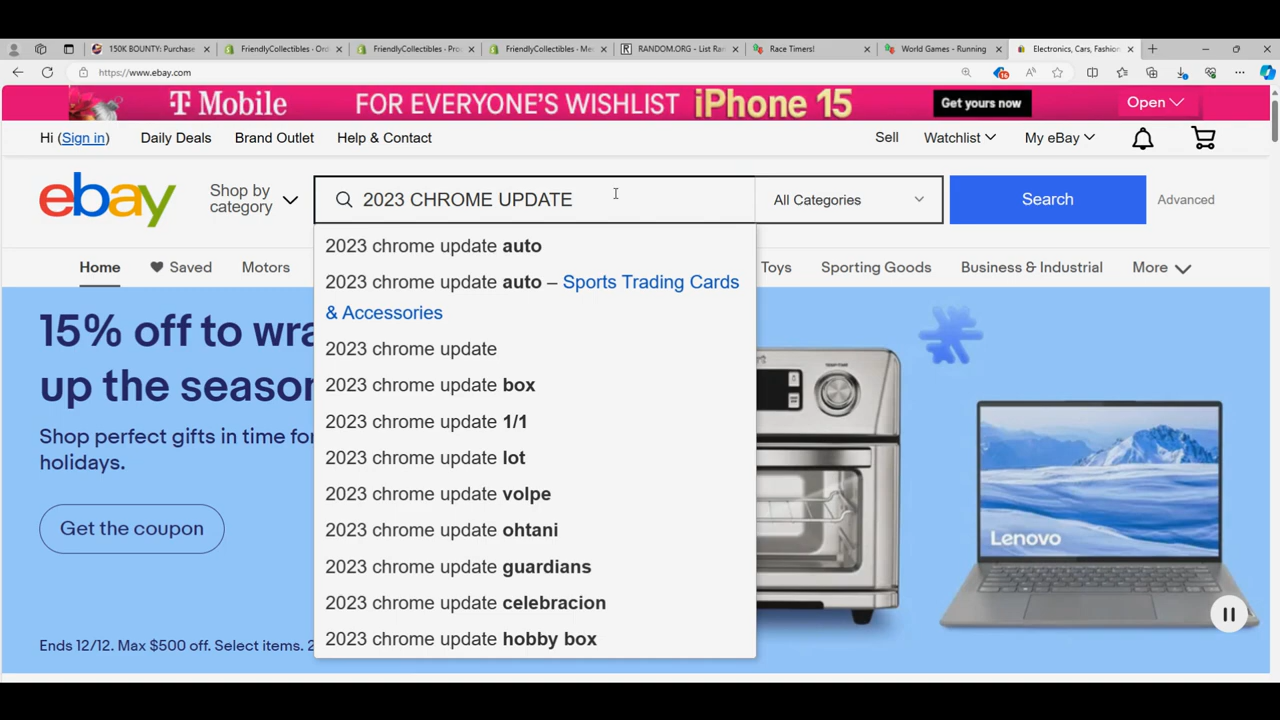 150K BOUNTY: Purchase
FriendlyCollectibles - Ord
FriendlyCollectibles - Pro
FriendlyCollectibles - Me
RANDOM.ORG - List Ra
Race Timers!
World Games - Running
Electronics, Cars, Fashion
https://www.ebay.com
16
T Mobile FOR EVERYONE'S WISHLIST iPhone 15 Get yours now Open
Hi (Sign in) Daily Deals Brand Outlet Help & Contact Sell Watchlist My eBay
ebay Shop by category 2023 CHROME UPDATE All Categories Search Advanced
Home Saved Motors Toys Sporting Goods Business & Industrial More
2023 chrome update auto
2023 chrome update auto – Sports Trading Cards
& Accessories
2023 chrome update
2023 chrome update box
2023 chrome update 1/1
2023 chrome update lot
2023 chrome update volpe
2023 chrome update ohtani
2023 chrome update guardians
2023 chrome update celebracion
2023 chrome update hobby box
15% off to wra
up the season
Shop perfect gifts in time for
holidays.
Get the coupon
Ends 12/12. Max $500 off. Select items. 2
Lenovo